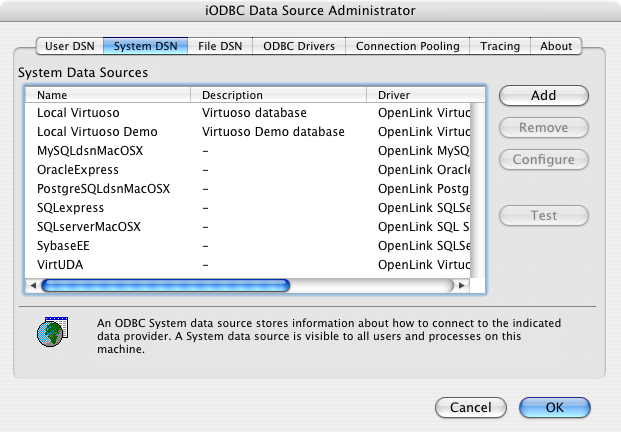 iODBC Data Source Administrator
User DSN System DSN File DSN ODBC Drivers Connection Pooling Tracing About
System Data Sources
Name Description Driver
Local Virtuoso Virtuoso database OpenLink Virtuo
Local Virtuoso Demo Virtuoso Demo database OpenLink Virtuo
MySQLdsnMacOSX – OpenLink MySQ
OracleExpress – OpenLink Oracle
PostgreSQLdsnMacOSX – OpenLink Postg
SQLexpress – OpenLink SQLSe
SQLserverMacOSX – OpenLink SQL S
SybaseEE – OpenLink SQLSe
VirtUDA – OpenLink Virtuo
Add
Remove
Configure
Test
An ODBC System data source stores information about how to connect to the indicated
data provider. A System data source is visible to all users and processes on this
machine.
Cancel OK